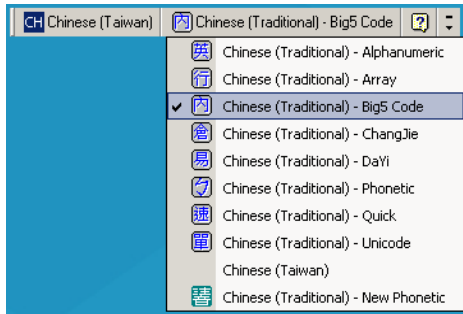 CH Chinese (Taiwan) 內 Chinese (Traditional) - Big5 Code ?
英 Chinese (Traditional) - Alphanumeric
行 Chinese (Traditional) - Array
內 Chinese (Traditional) - Big5 Code
倉 Chinese (Traditional) - ChangJie
易 Chinese (Traditional) - DaYi
ㄅ Chinese (Traditional) - Phonetic
速 Chinese (Traditional) - Quick
單 Chinese (Traditional) - Unicode
Chinese (Taiwan)
Chinese (Traditional) - New Phonetic